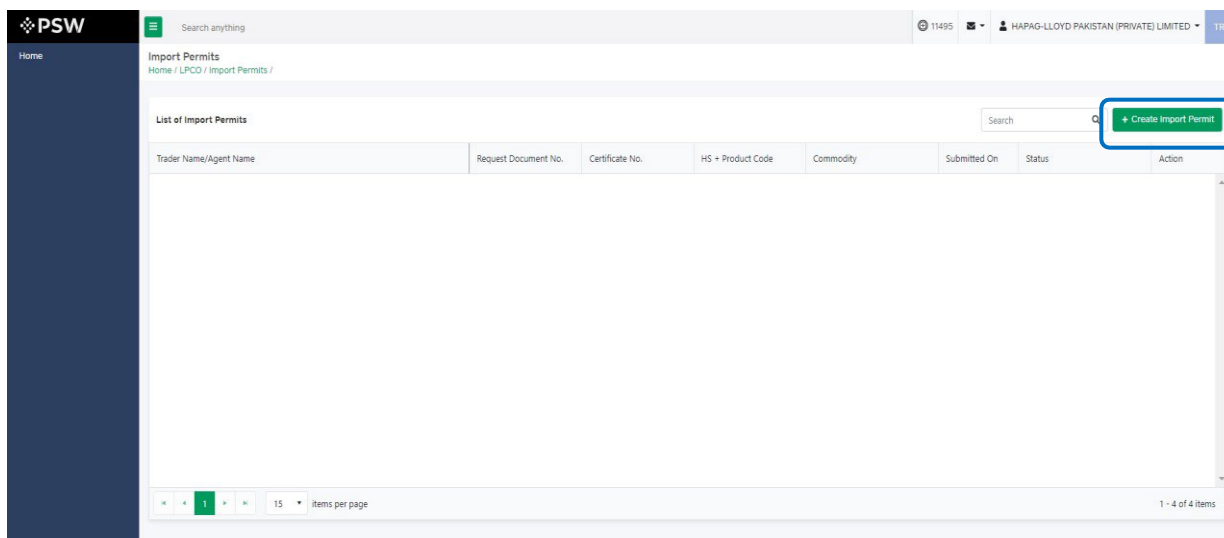 PSW
Search anything
11495
HAPAG-LLOYD PAKISTAN (PRIVATE) LIMITED
TR
Home
Import Permits
Home / LPCO / Import Permits /
List of Import Permits
Search
+ Create Import Permit
Trader Name/Agent Name
Request Document No.
Certificate No.
HS + Product Code
Commodity
Submitted On
Status
Action
1
15
items per page
1 - 4 of 4 items